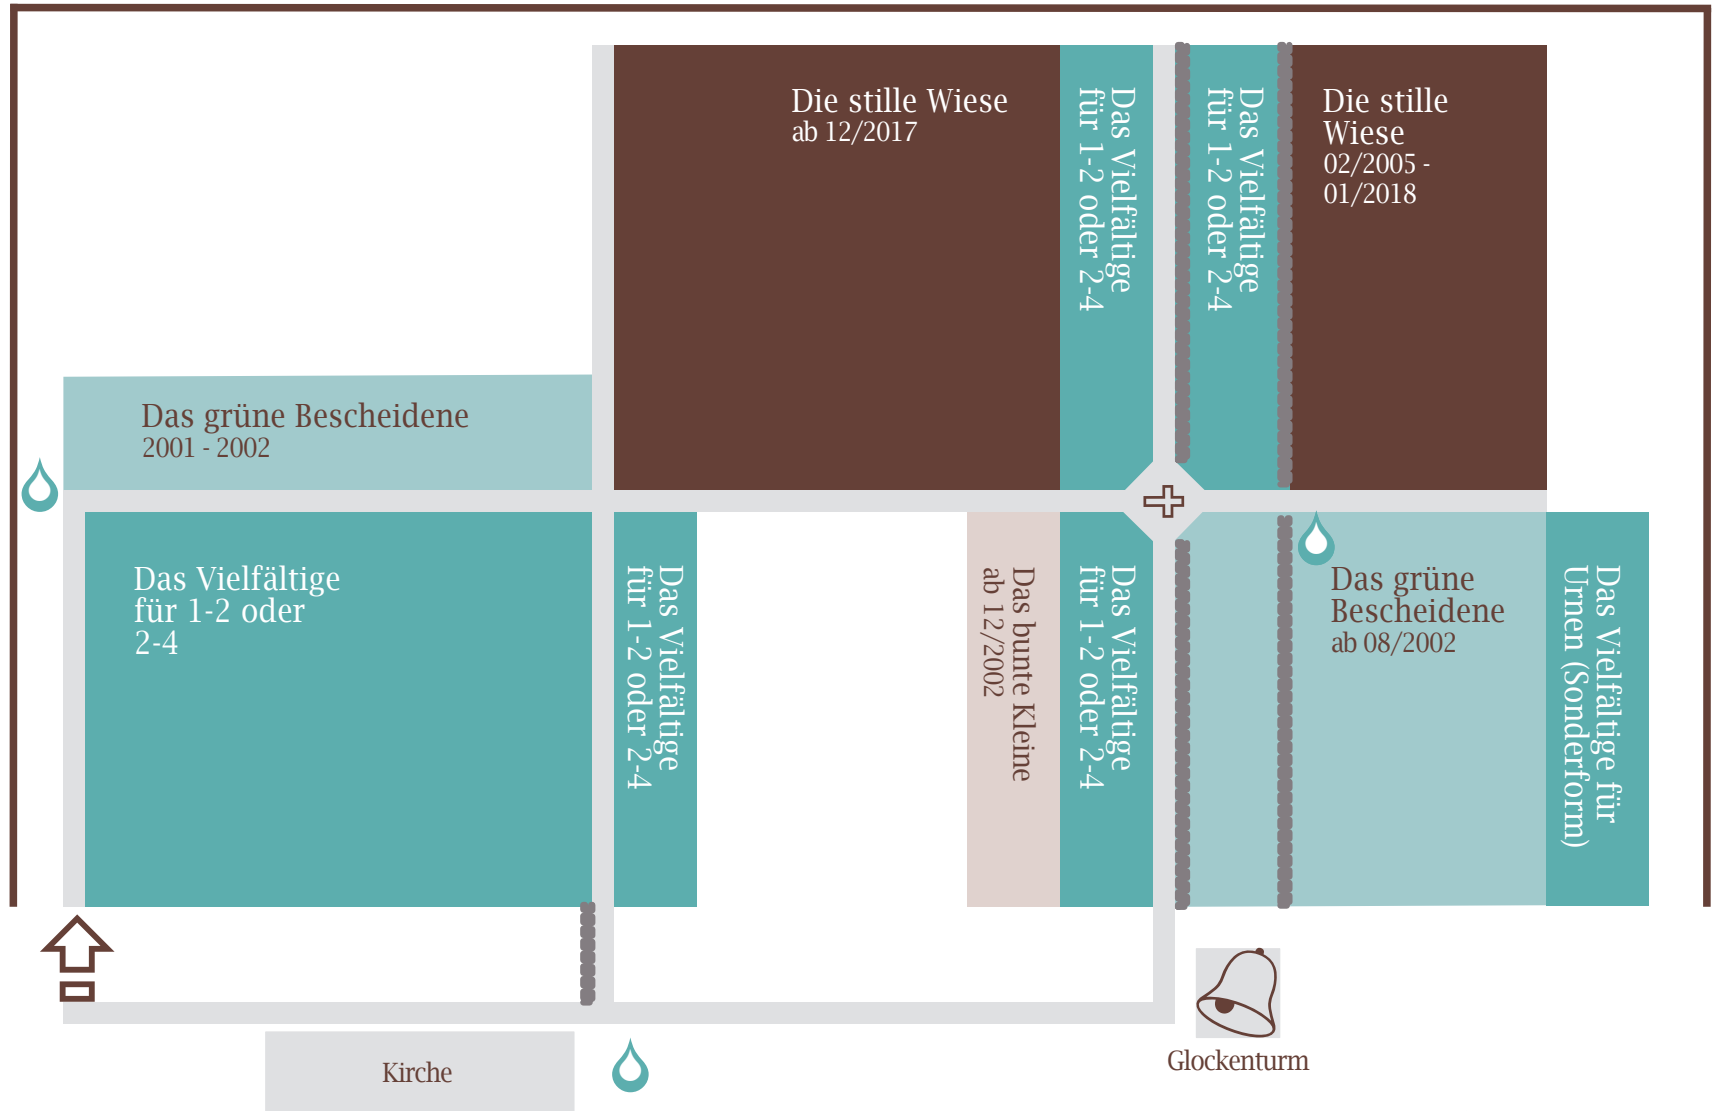 Die stille Wiese
ab 12/2017
Das Vielfältige
für 1-2 oder 2-4
Das Vielfältige
für 1-2 oder 2-4
Die stille
Wiese
02/2005 -
01/2018
Das grüne Bescheidene
2001 - 2002
Das Vielfältige
für 1-2 oder
2-4
Das Vielfältige
für 1-2 oder 2-4
Das bunte Kleine
ab 12/2002
Das Vielfältige
für 1-2 oder 2-4
Das grüne
Bescheidene
ab 08/2002
Das Vielfältige für
Urnen (Sonderform)
Kirche
Glockenturm